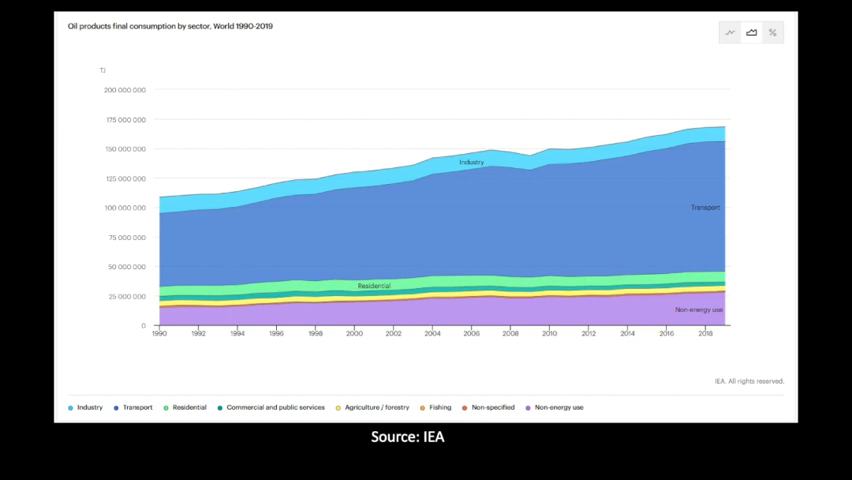 Oil products final consumption by sector, World 1990-2019
TJ
200 000 000
175 000 000
150 000 000
125 000 000
100 000 000
75 000 000
50 000 000
25 000 000
0
Industry
Transport
Residential
Non-energy use
1990 1992 1994 1996 1998 2000 2002 2004 2006 2008 2010 2012 2014 2016 2018
IEA. All rights reserved.
Industry Transport Residential Commercial and public services Agriculture / forestry Fishing Non-specified Non-energy use
Source: IEA